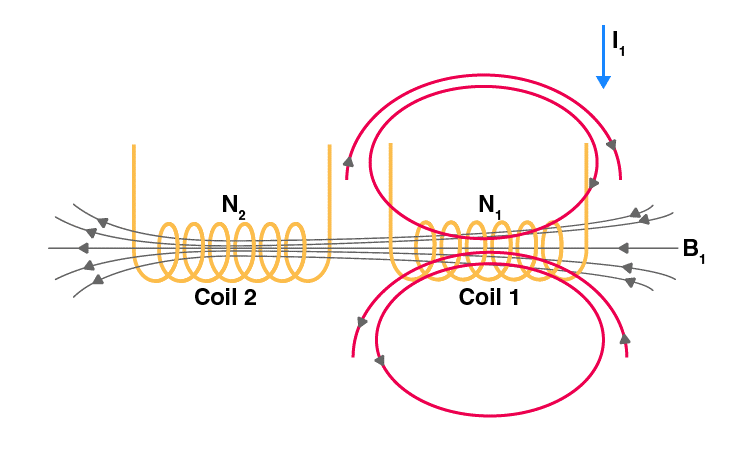 I₁
N₂
N₁
B₁
Coil 2
Coil 1